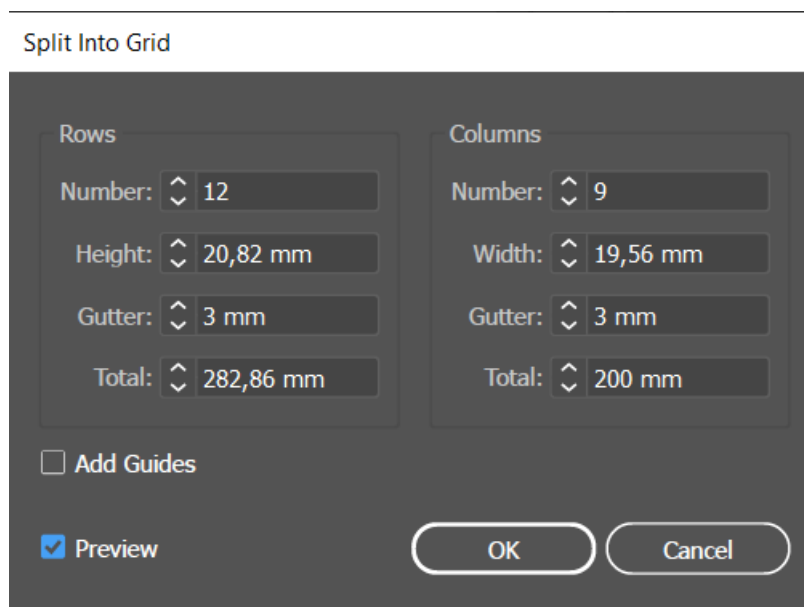 Split Into Grid
Rows
Number: 12
Height: 20,82 mm
Gutter: 3 mm
Total: 282,86 mm
Columns
Number: 9
Width: 19,56 mm
Gutter: 3 mm
Total: 200 mm
Add Guides
Preview
OK
Cancel